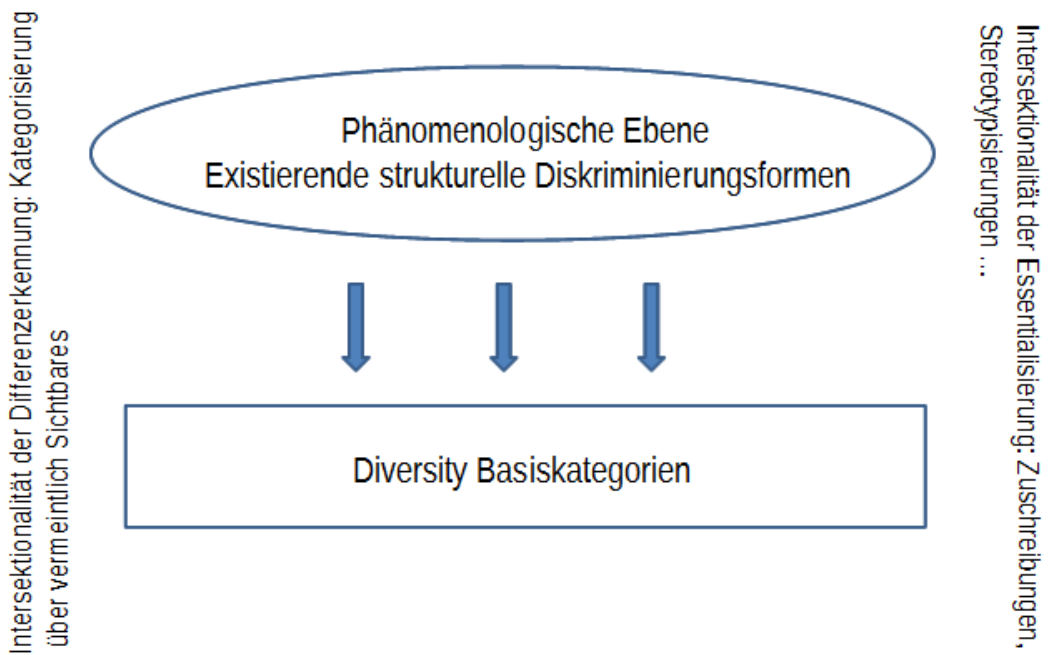 Intersektionalität der Differenzerkennung: Kategorisierung
über vermeintlich Sichtbares
Phänomenologische Ebene
Existierende strukturelle Diskriminierungsformen
Diversity Basiskategorien
Intersektionalität der Essentialisierung: Zuschreibungen,
Stereotypisierungen ...